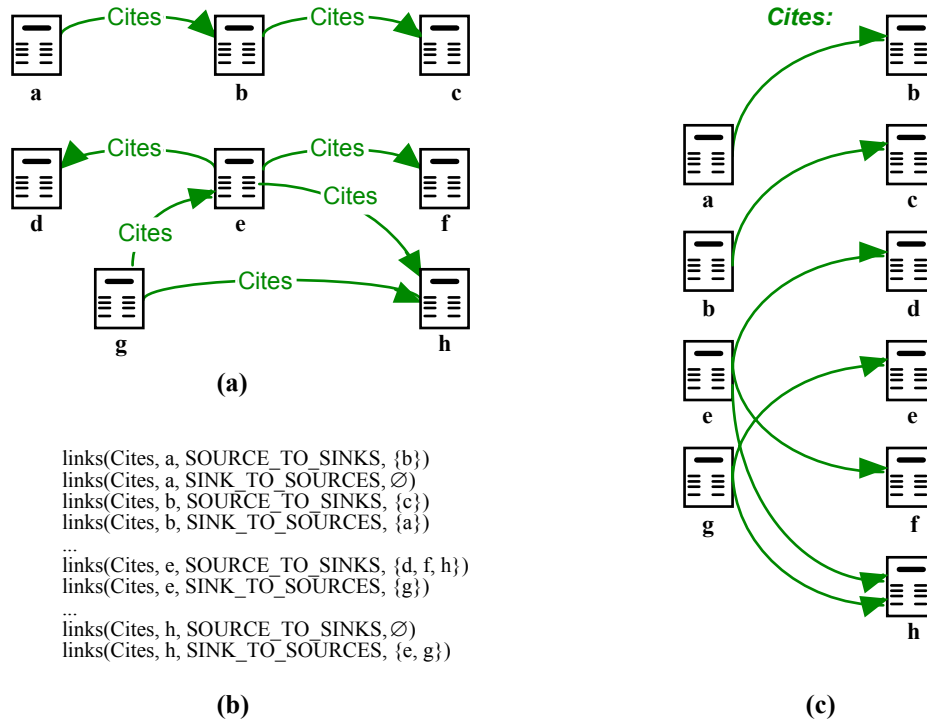 Cites Cites
a b c
Cites Cites
Cites
d e f
Cites
Cites
g h
(a)
links(Cites, a, SOURCE_TO_SINKS, {b})
links(Cites, a, SINK_TO_SOURCES, ∅)
links(Cites, b, SOURCE_TO_SINKS, {c})
links(Cites, b, SINK_TO_SOURCES, {a})
...
links(Cites, e, SOURCE_TO_SINKS, {d, f, h})
links(Cites, e, SINK_TO_SOURCES, {g})
...
links(Cites, h, SOURCE_TO_SINKS, ∅)
links(Cites, h, SINK_TO_SOURCES, {e, g})
(b)
Cites:
b
a c
b d
e e
g f
h
(c)